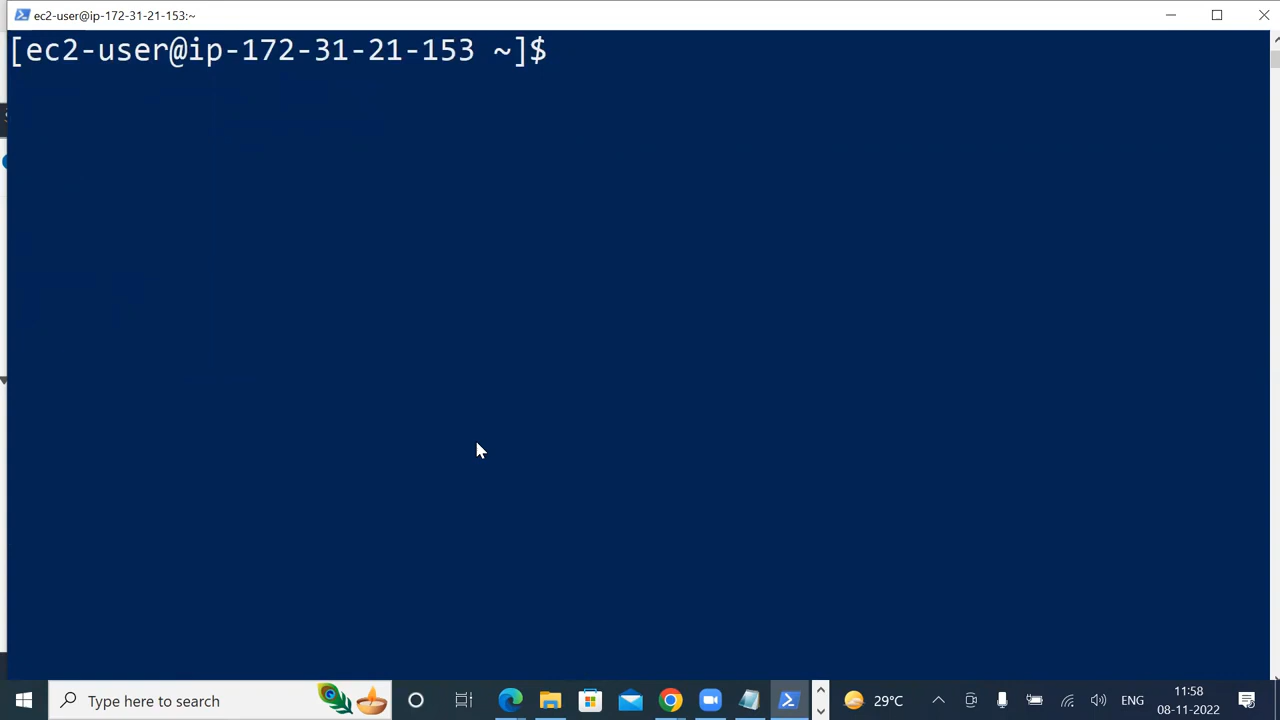 ec2-user@ip-172-31-21-153:~
[ec2-user@ip-172-31-21-153 ~]$
Type here to search
29°C
ENG
11:58
08-11-2022